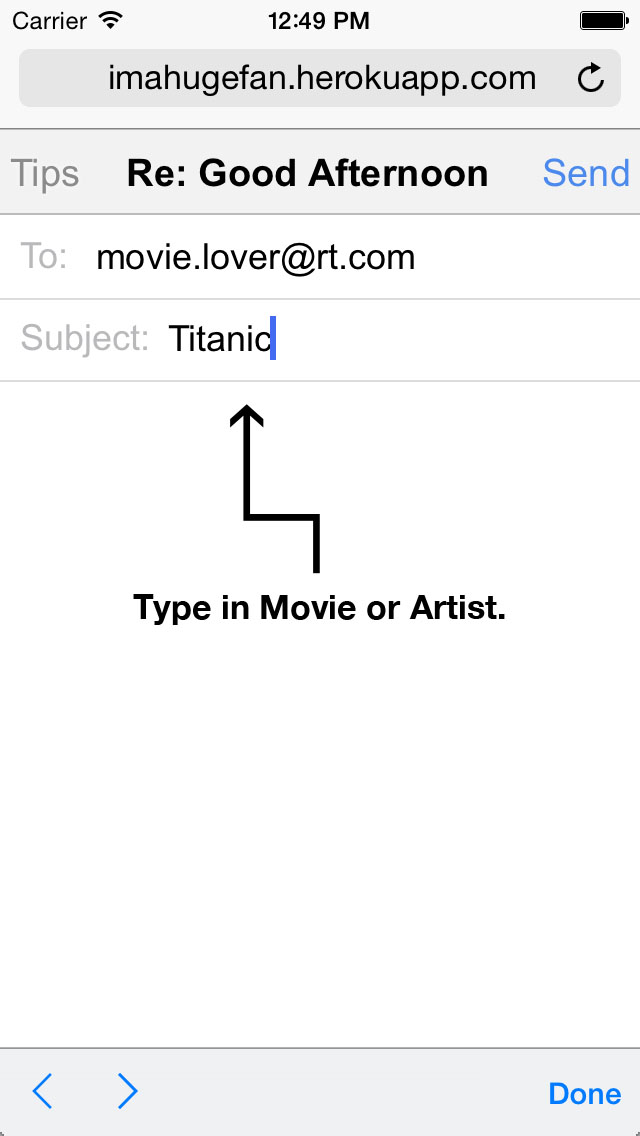 Carrier 12:49 PM
imahugefan.herokuapp.com
Tips Re: Good Afternoon Send
To: movie.lover@rt.com
Subject: Titanic
Type in Movie or Artist.
Done